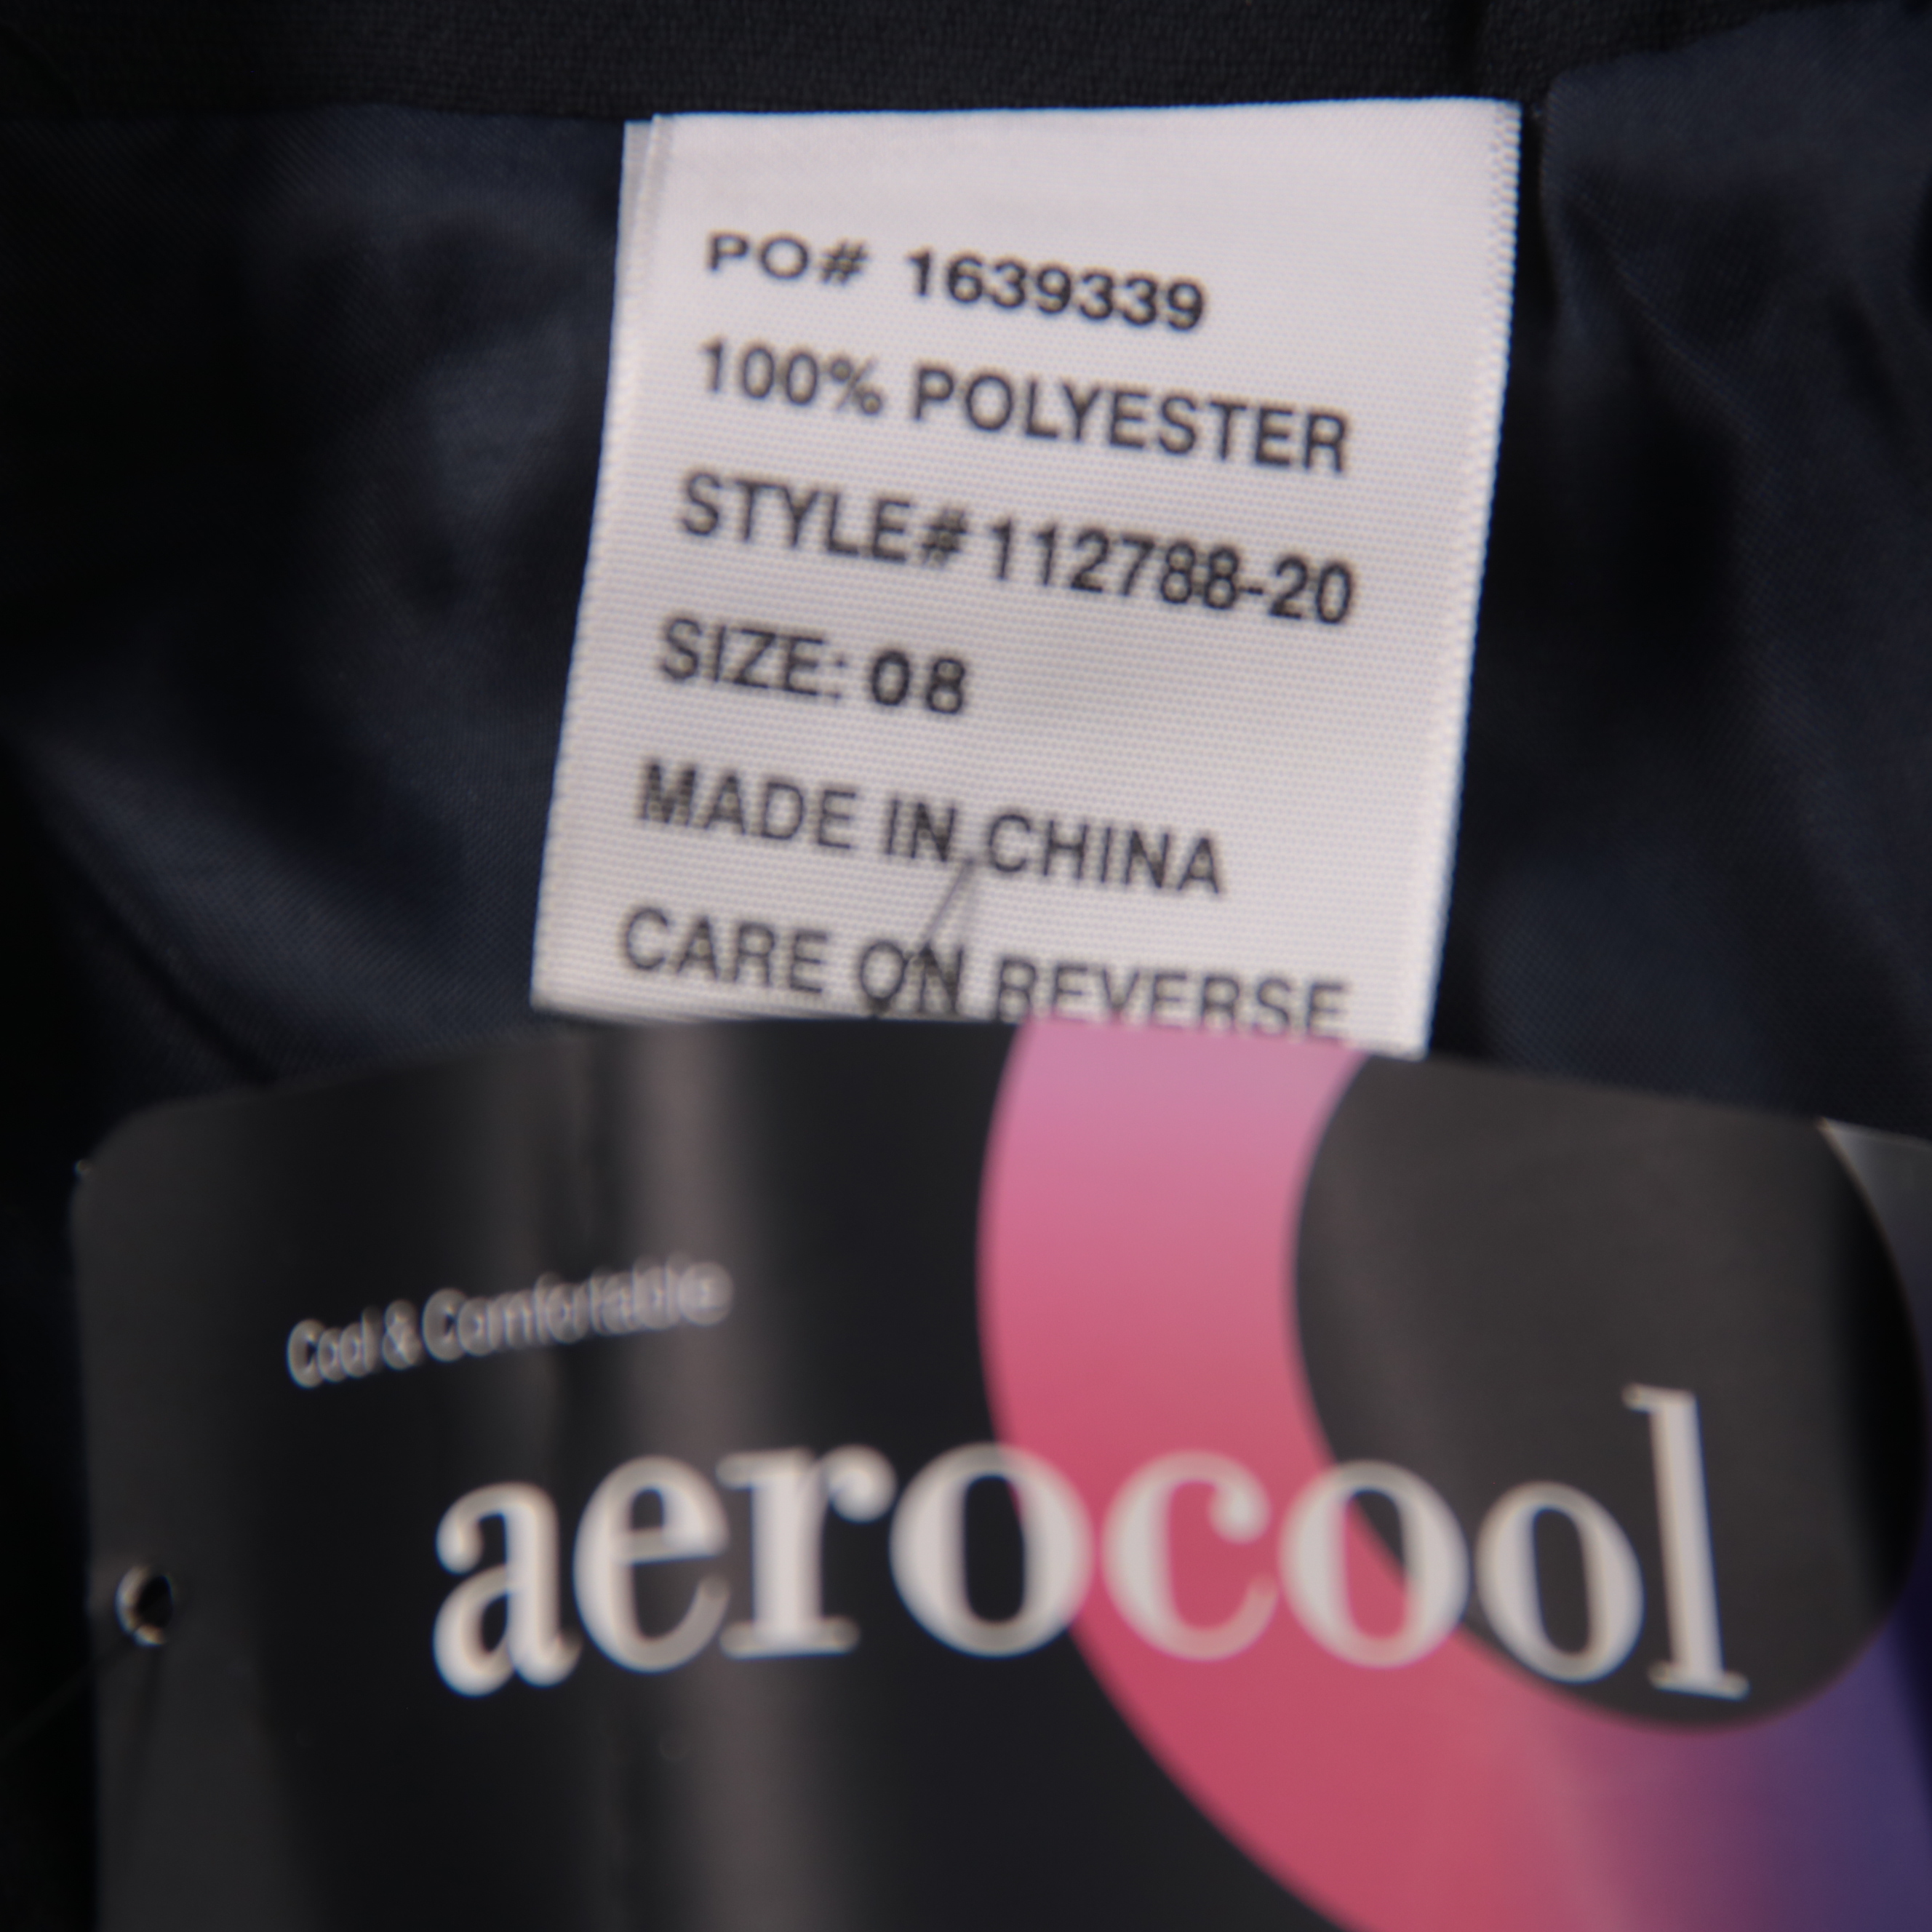 PO# 1639339
100% POLYESTER
STYLE#112788-20
SIZE: 08
MADE IN CHINA
CARE ON REVERSE
Cool & Comfortable
aerocool